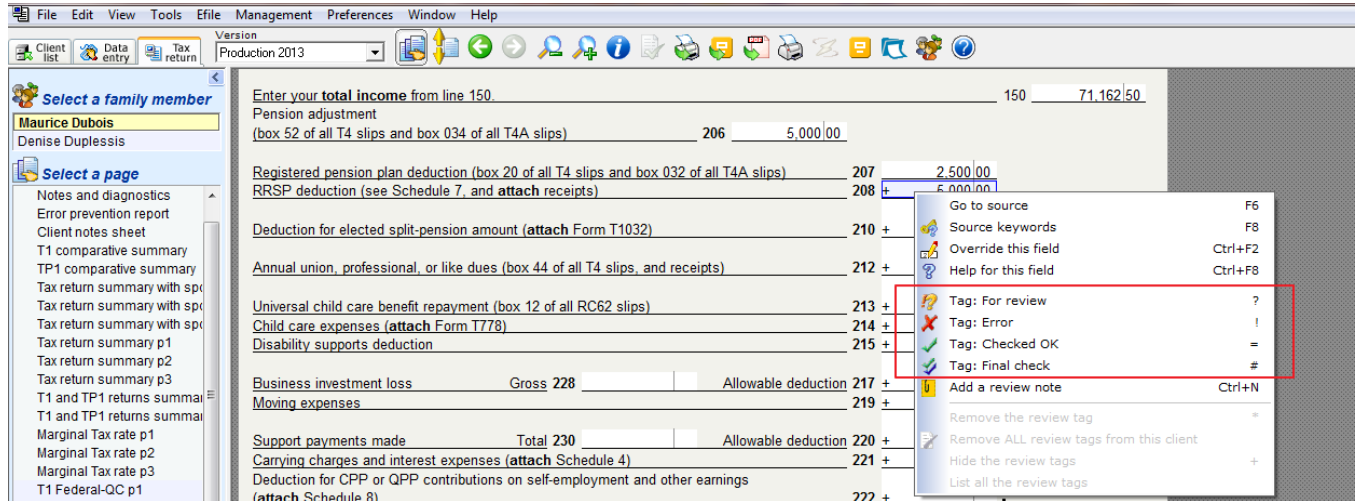 File Edit View Tools Efile Management Preferences Window Help
Client list
Data entry
Tax return
Version
Production 2013
Select a family member
Maurice Dubois
Denise Duplessis
Select a page
Notes and diagnostics
Error prevention report
Client notes sheet
T1 comparative summary
TP1 comparative summary
Tax return summary with spo
Tax return summary with spo
Tax return summary with spo
Tax return summary p1
Tax return summary p2
Tax return summary p3
T1 and TP1 returns summar
T1 and TP1 returns summar
Marginal Tax rate p1
Marginal Tax rate p2
Marginal Tax rate p3
T1 Federal-QC p1
Enter your total income from line 150. 150 71,162 50
Pension adjustment
(box 52 of all T4 slips and box 034 of all T4A slips) 206 5,000 00
Registered pension plan deduction (box 20 of all T4 slips and box 032 of all T4A slips) 207 2,500 00
RRSP deduction (see Schedule 7, and attach receipts) 208 + 5,000 00
Deduction for elected split-pension amount (attach Form T1032) 210 +
Annual union, professional, or like dues (box 44 of all T4 slips, and receipts) 212 +
Universal child care benefit repayment (box 12 of all RC62 slips) 213 +
Child care expenses (attach Form T778) 214 +
Disability supports deduction 215 +
Business investment loss Gross 228 Allowable deduction 217 +
Moving expenses 219 +
Support payments made Total 230 Allowable deduction 220 +
Carrying charges and interest expenses (attach Schedule 4) 221 +
Deduction for CPP or QPP contributions on self-employment and other earnings
(attach Schedule 8) 222 +
Go to source F6
Source keywords F8
Override this field Ctrl+F2
Help for this field Ctrl+F8
Tag: For review ?
Tag: Error !
Tag: Checked OK =
Tag: Final check #
Add a review note Ctrl+N
Remove the review tag *
Remove ALL review tags from this client
Hide the review tags +
List all the review tags